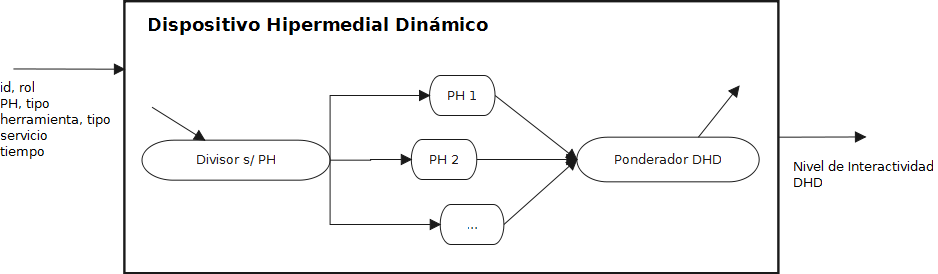 Dispositivo Hipermedial Dinámico
id, rol
PH, tipo
herramienta, tipo
servicio
tiempo
PH 1
Divisor s/ PH
PH 2
Ponderador DHD
...
Nivel de Interactividad
DHD